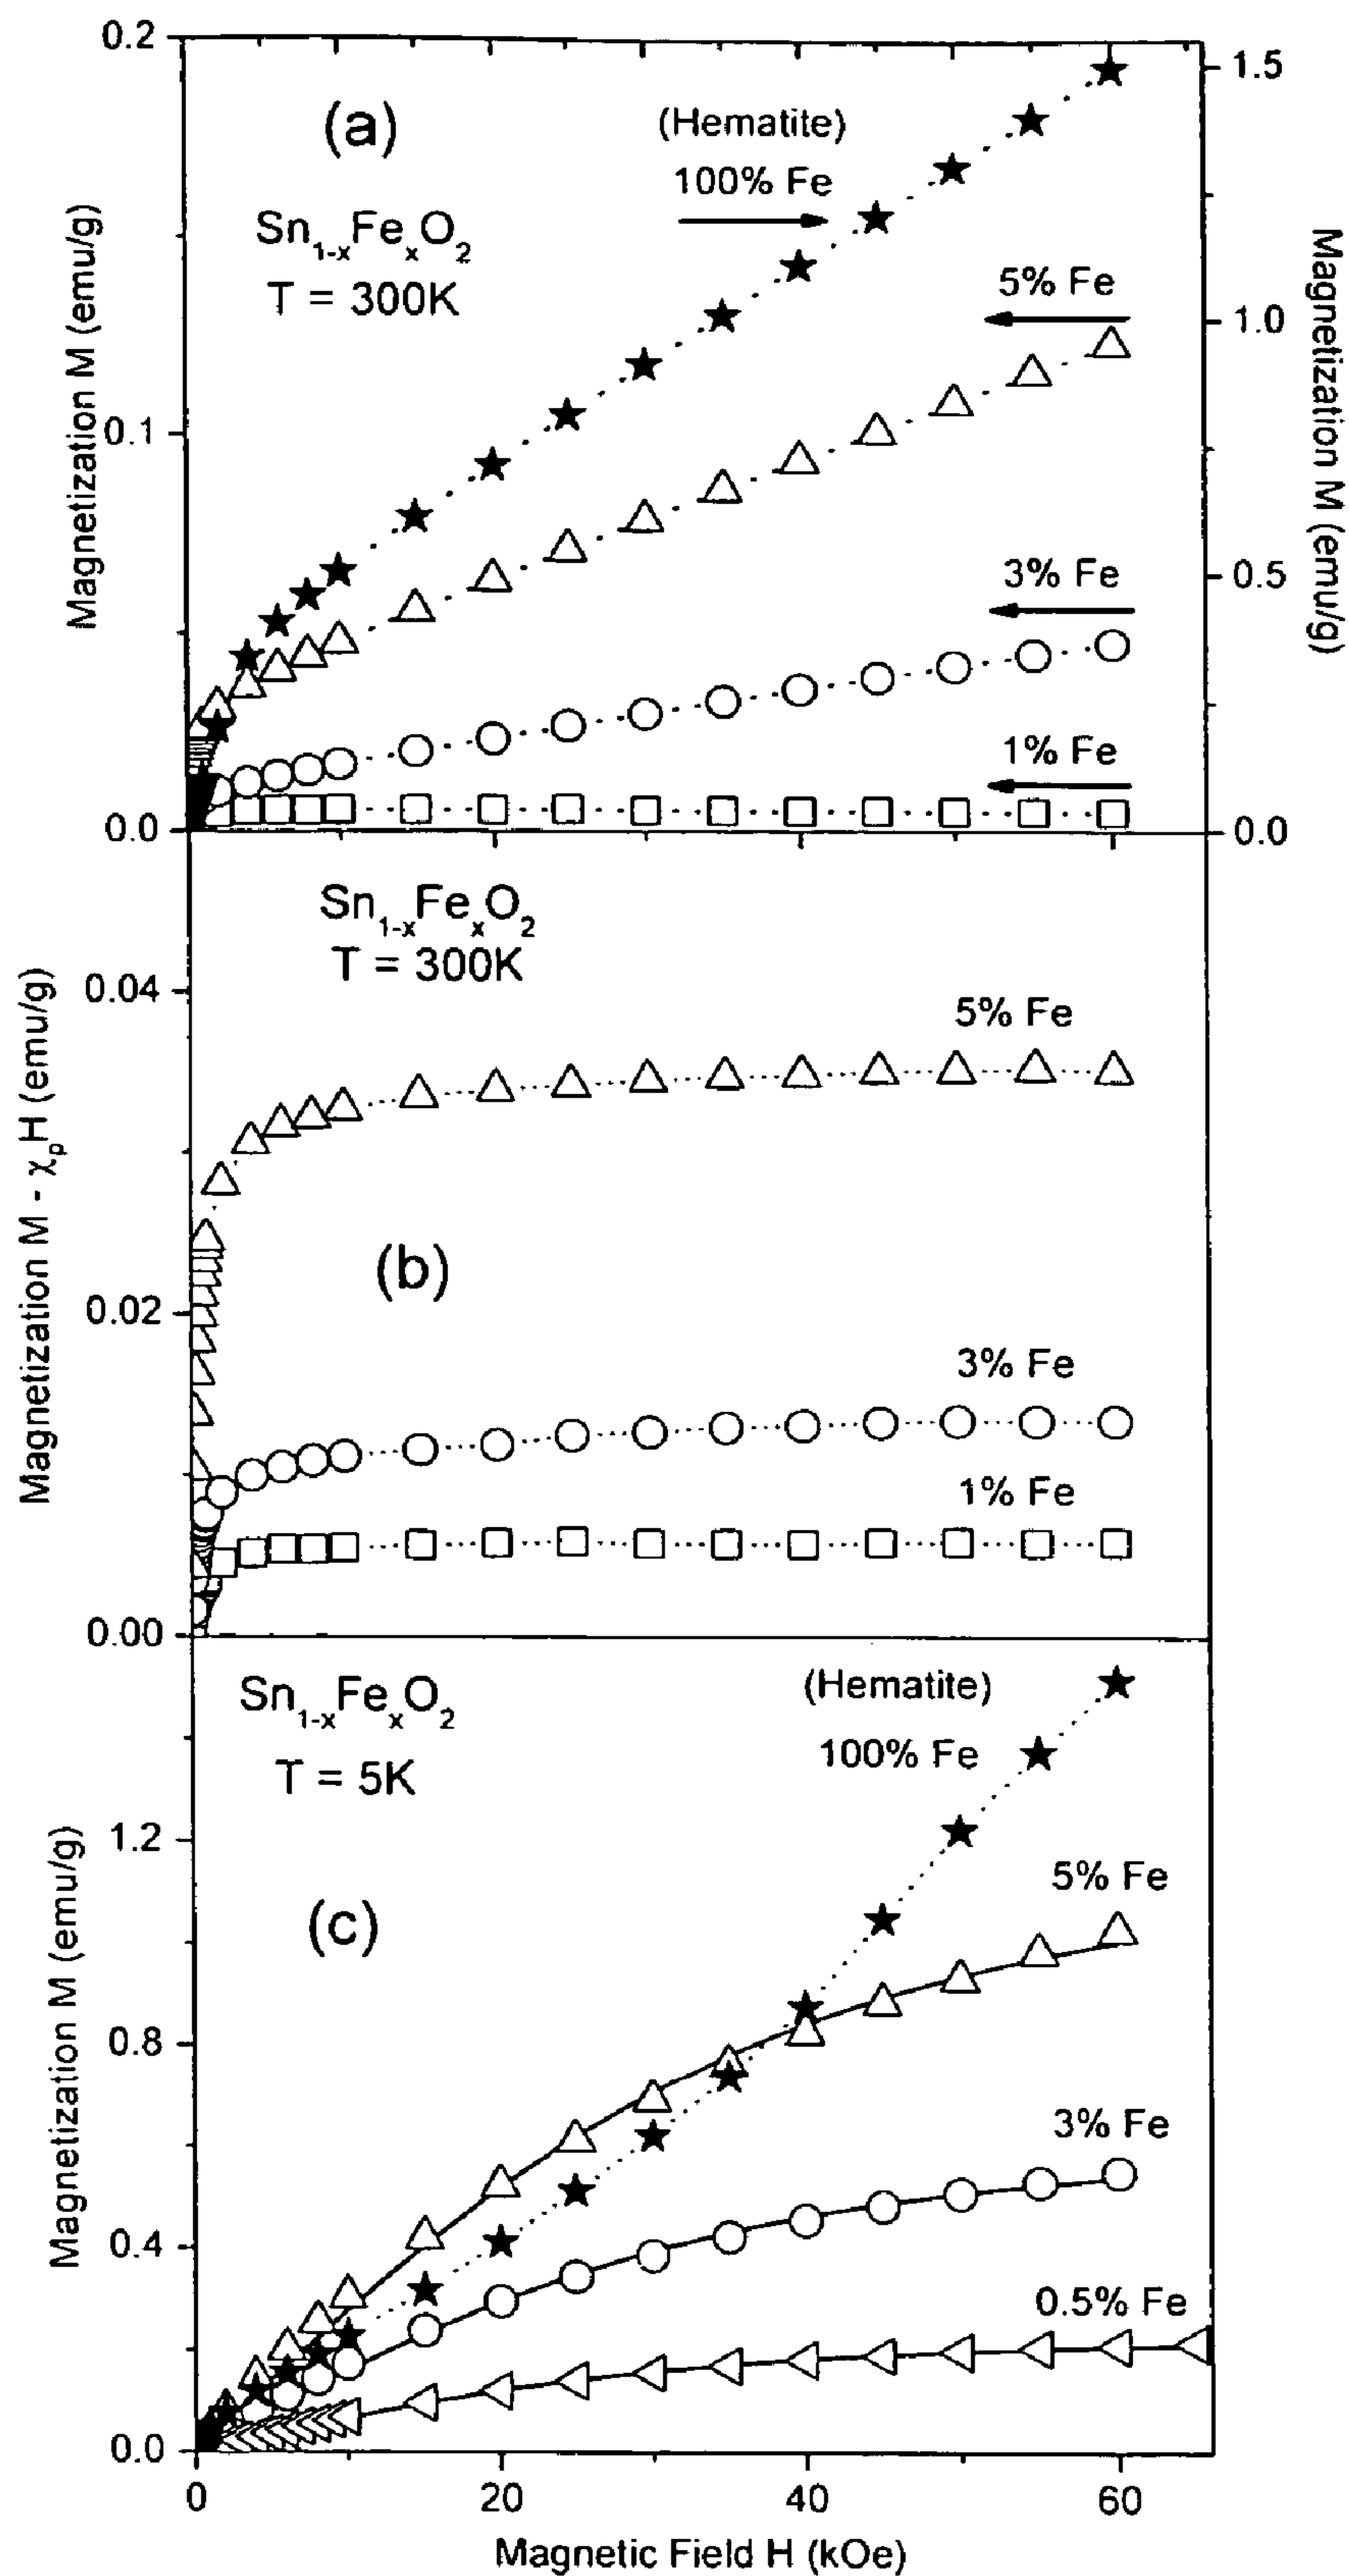 0.2
(a)
(Hematite)
100% Fe
1.5
Sn₁₋ₓFeₓO₂
T = 300K
5% Fe
1.0
Magnetization M (emu/g)
0.1
Magnetization M (emu/g)
3% Fe
0.5
1% Fe
0.0
0.0
Sn₁₋ₓFeₓO₂
T = 300K
0.04
5% Fe
Magnetization M - χₚH (emu/g)
(b)
0.02
3% Fe
1% Fe
0.00
Sn₁₋ₓFeₓO₂
T = 5K
(Hematite)
100% Fe
1.2
5% Fe
(c)
Magnetization M (emu/g)
0.8
3% Fe
0.4
0.5% Fe
0.0
0
20
40
60
Magnetic Field H (kOe)